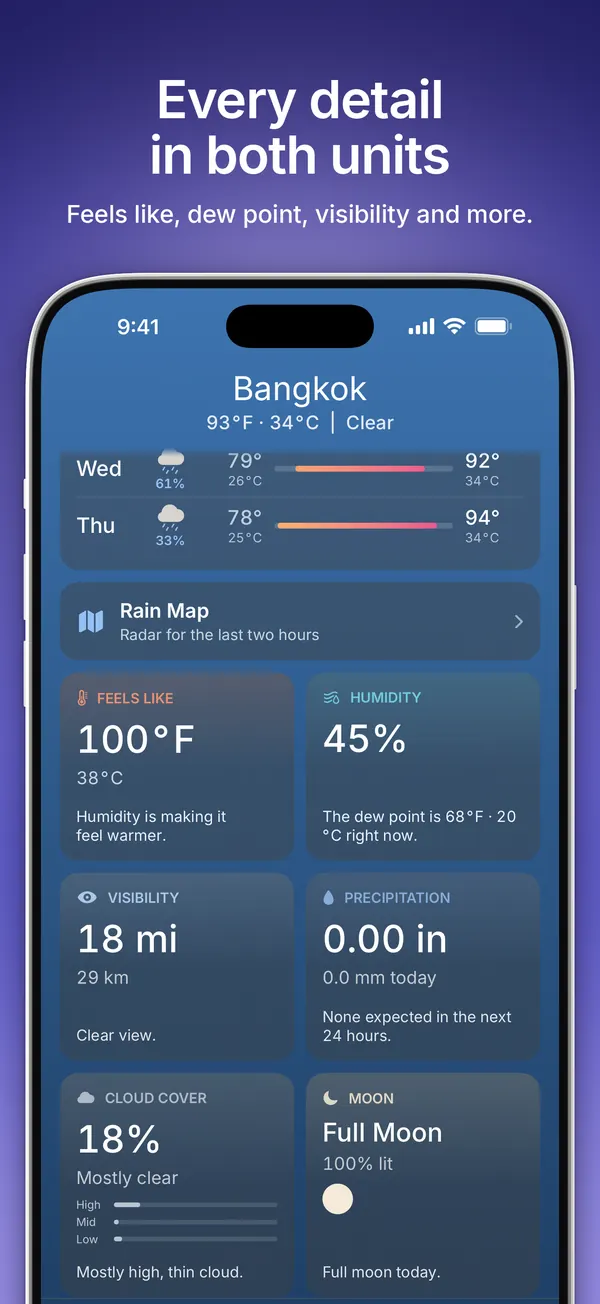 Every detail
in both units
Feels like, dew point, visibility and more.
9:41
Bangkok
93°F · 34°C | Clear
Wed 61% 79° 26°C 92° 34°C
Thu 33% 78° 25°C 94° 34°C
Rain Map
Radar for the last two hours
FEELS LIKE
100°F
38°C
Humidity is making it
feel warmer.
HUMIDITY
45%
The dew point is 68°F · 20
°C right now.
VISIBILITY
18 mi
29 km
Clear view.
PRECIPITATION
0.00 in
0.0 mm today
None expected in the next
24 hours.
CLOUD COVER
18%
Mostly clear
High
Mid
Low
Mostly high, thin cloud.
MOON
Full Moon
100% lit
Full moon today.